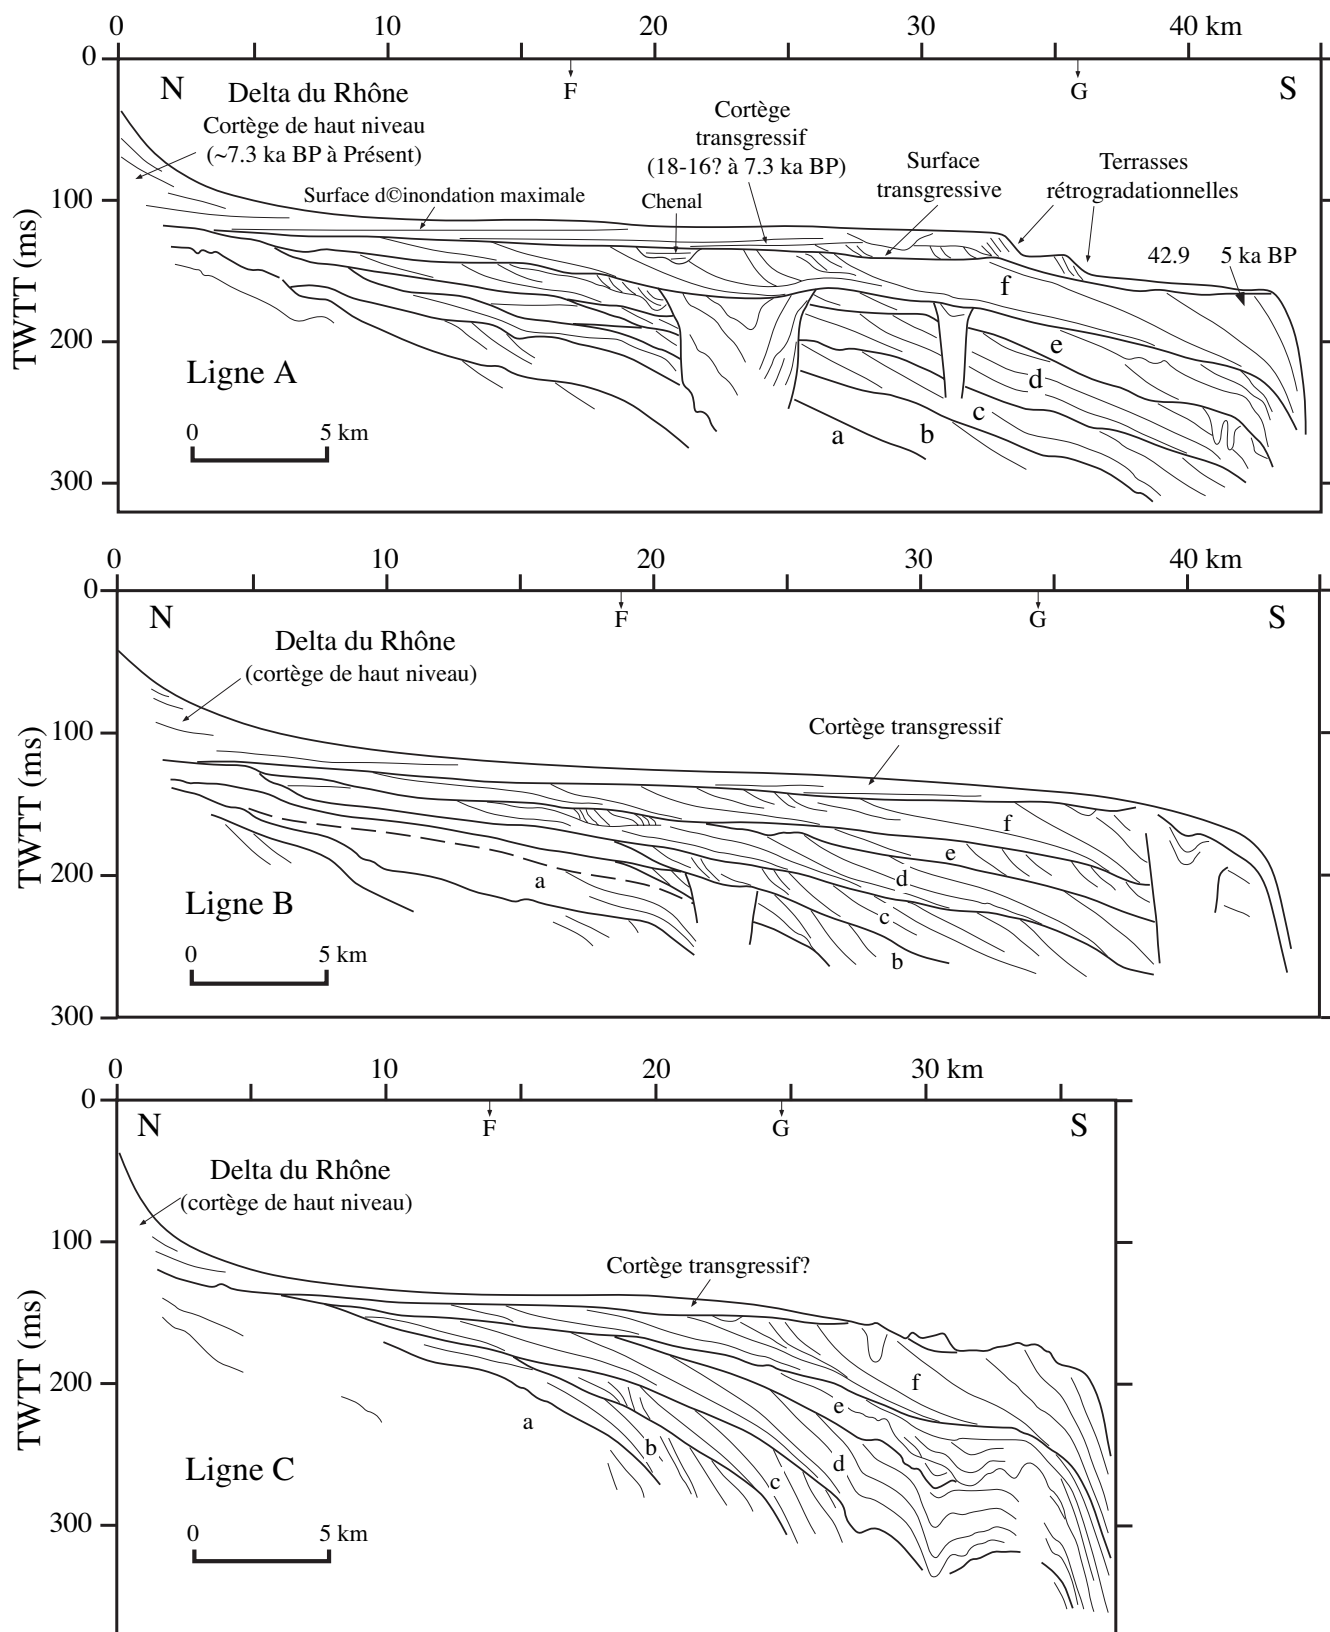 0 10 20 30 40 km
0
N
Delta du Rhône
Cortège de haut niveau
(~7.3 ka BP à Présent)
F
G
S
Cortège
transgressif
(18-16? à 7.3 ka BP)
Surface
transgressive
Terrasses
rétrogradationnelles
Surface d©inondation maximale
Chenal
42.9 5 ka BP
100
200
300
TWTT (ms)
f
e
d
c
b
a
Ligne A
0 5 km
0 10 20 30 40 km
0
N
F
G
S
Delta du Rhône
(cortège de haut niveau)
Cortège transgressif
100
200
300
TWTT (ms)
f
e
d
c
b
a
Ligne B
0 5 km
0 10 20 30 km
0
N
F
G
S
Delta du Rhône
(cortège de haut niveau)
Cortège transgressif?
100
200
300
TWTT (ms)
f
e
d
c
b
a
Ligne C
0 5 km